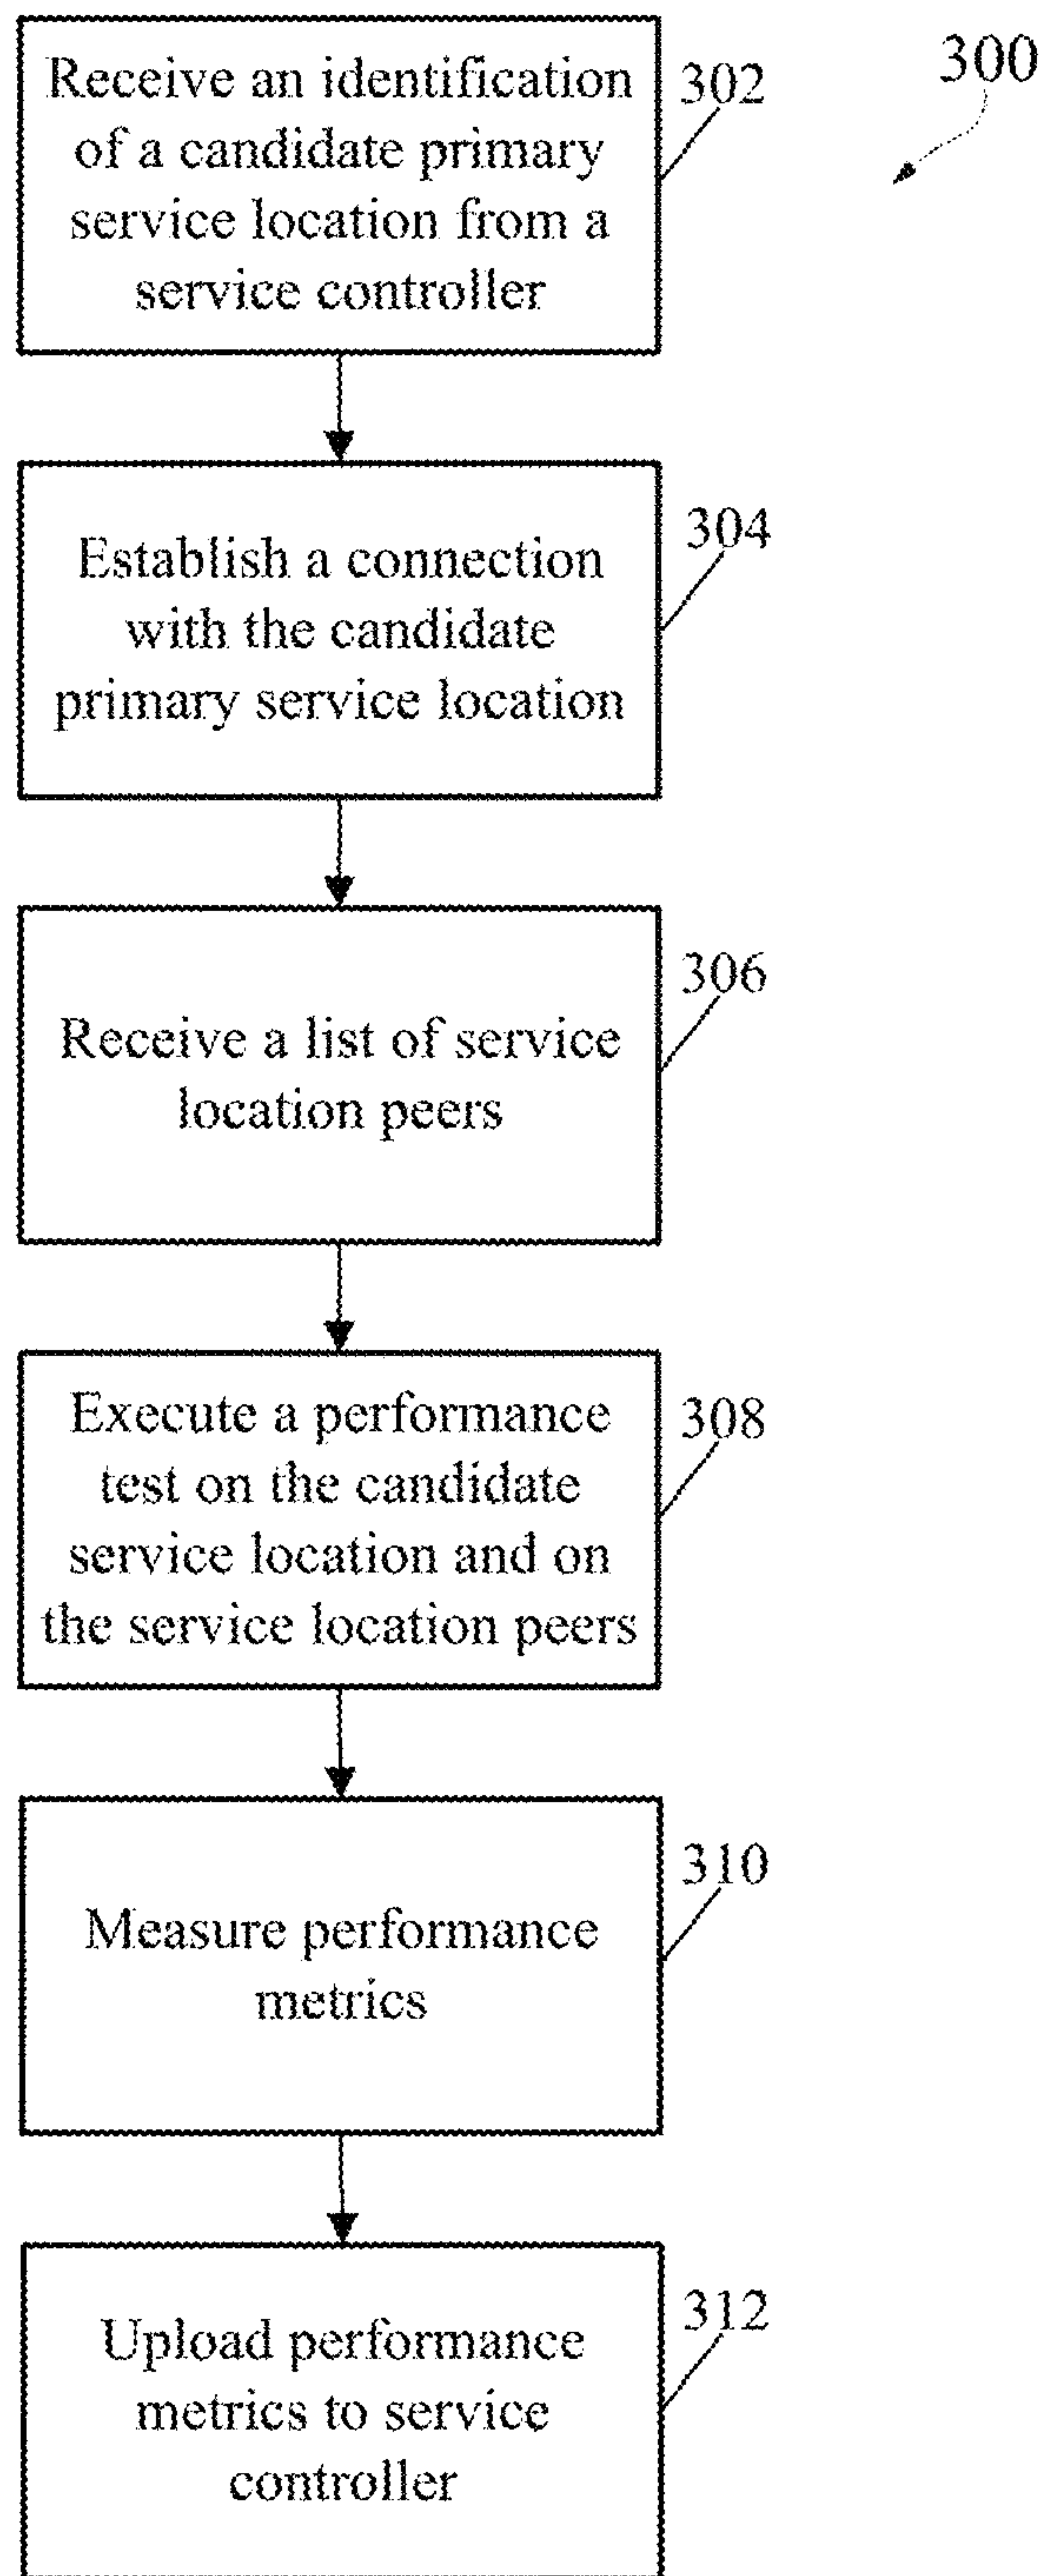 300
Receive an identification
of a candidate primary
service location from a
service controller
302
Establish a connection
with the candidate
primary service location
304
Receive a list of service
location peers
306
Execute a performance
test on the candidate
service location and on
the service location peers
308
Measure performance
metrics
310
Upload performance
metrics to service
controller
312